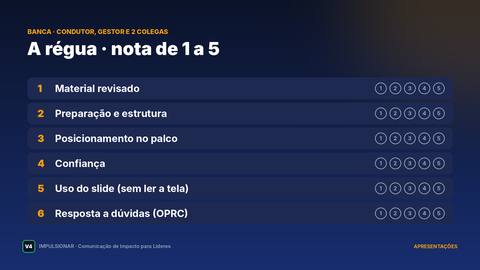 BANCA · CONDUTOR, GESTOR E 2 COLEGAS
A régua · nota de 1 a 5
1 Material revisado 1 2 3 4 5
2 Preparação e estrutura 1 2 3 4 5
3 Posicionamento no palco 1 2 3 4 5
4 Confiança 1 2 3 4 5
5 Uso do slide (sem ler a tela) 1 2 3 4 5
6 Resposta a dúvidas (OPRC) 1 2 3 4 5
V4 IMPULSIONAR · Comunicação de Impacto para Líderes APRESENTAÇÕES